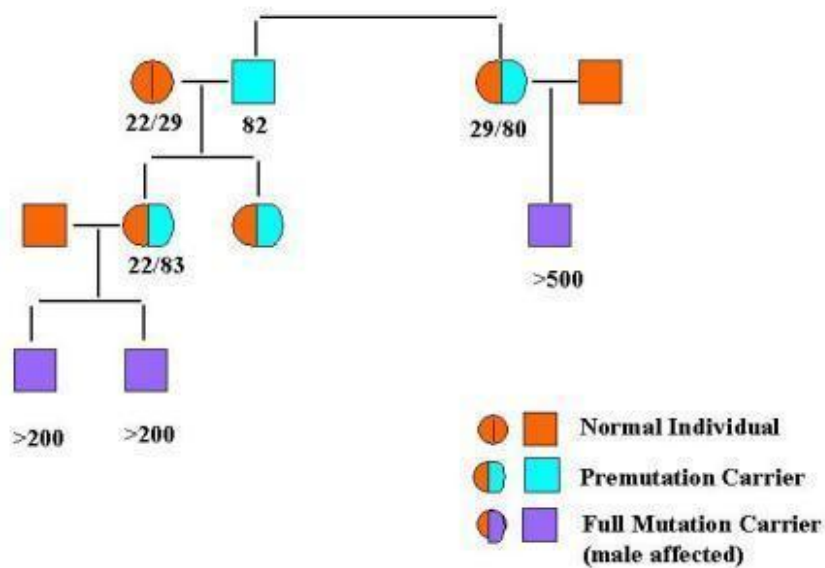 22/29
82
29/80
22/83
>500
>200
>200
Normal Individual
Premutation Carrier
Full Mutation Carrier
(male affected)